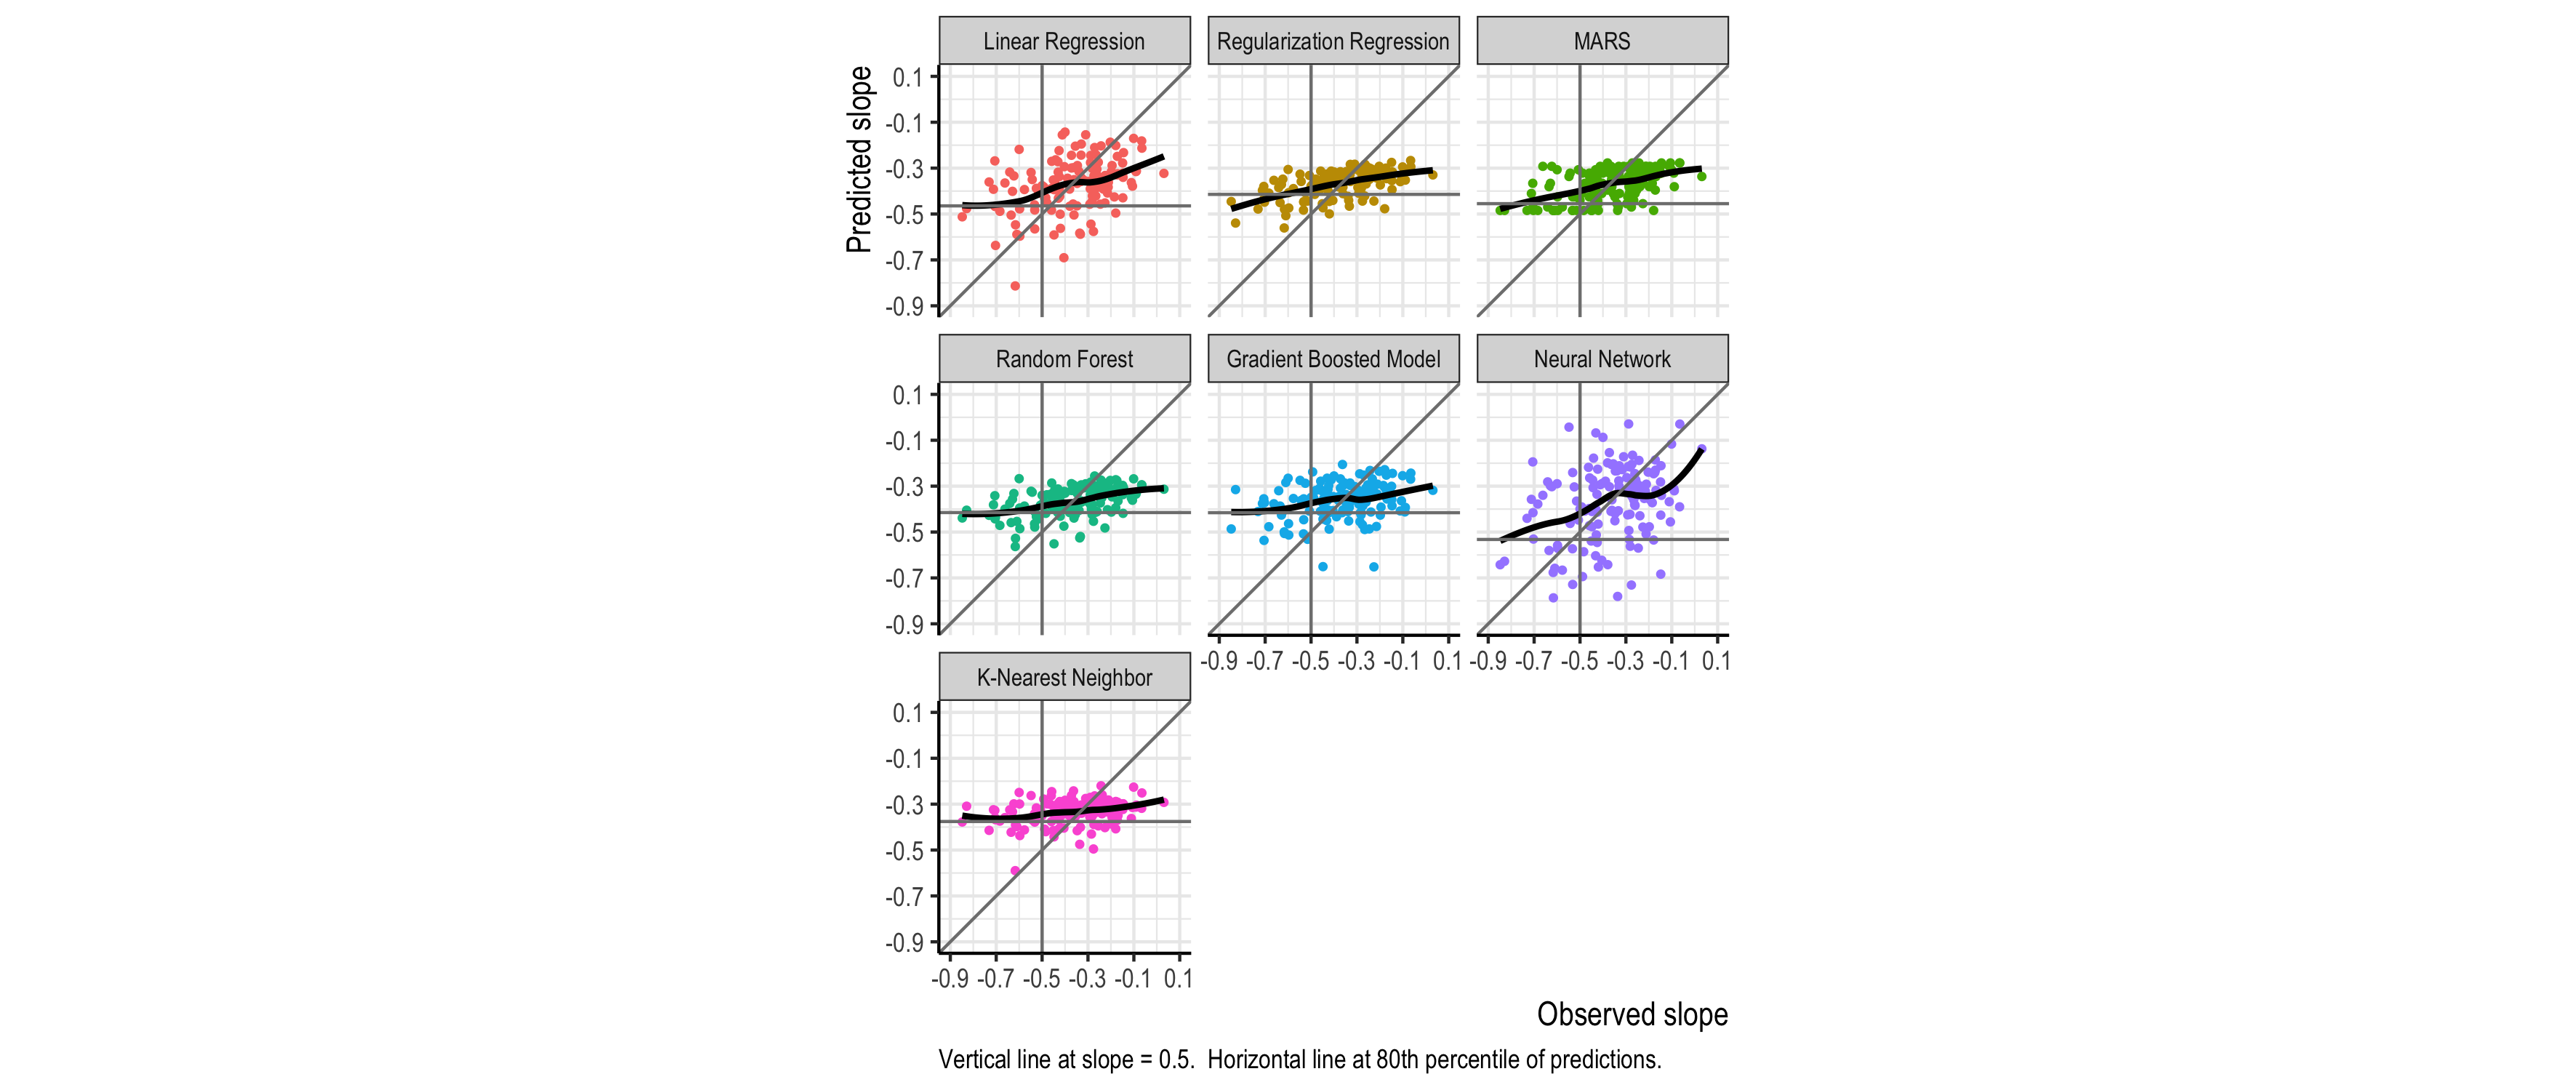 Linear Regression
Regularization Regression
MARS
Predicted slope
0.1
-0.1
-0.3
-0.5
-0.7
-0.9
Random Forest
Gradient Boosted Model
Neural Network
0.1
-0.1
-0.3
-0.5
-0.7
-0.9
-0.9 -0.7 -0.5 -0.3 -0.1 0.1
-0.9 -0.7 -0.5 -0.3 -0.1 0.1
K-Nearest Neighbor
0.1
-0.1
-0.3
-0.5
-0.7
-0.9
-0.9 -0.7 -0.5 -0.3 -0.1 0.1
Observed slope
Vertical line at slope = 0.5. Horizontal line at 80th percentile of predictions.